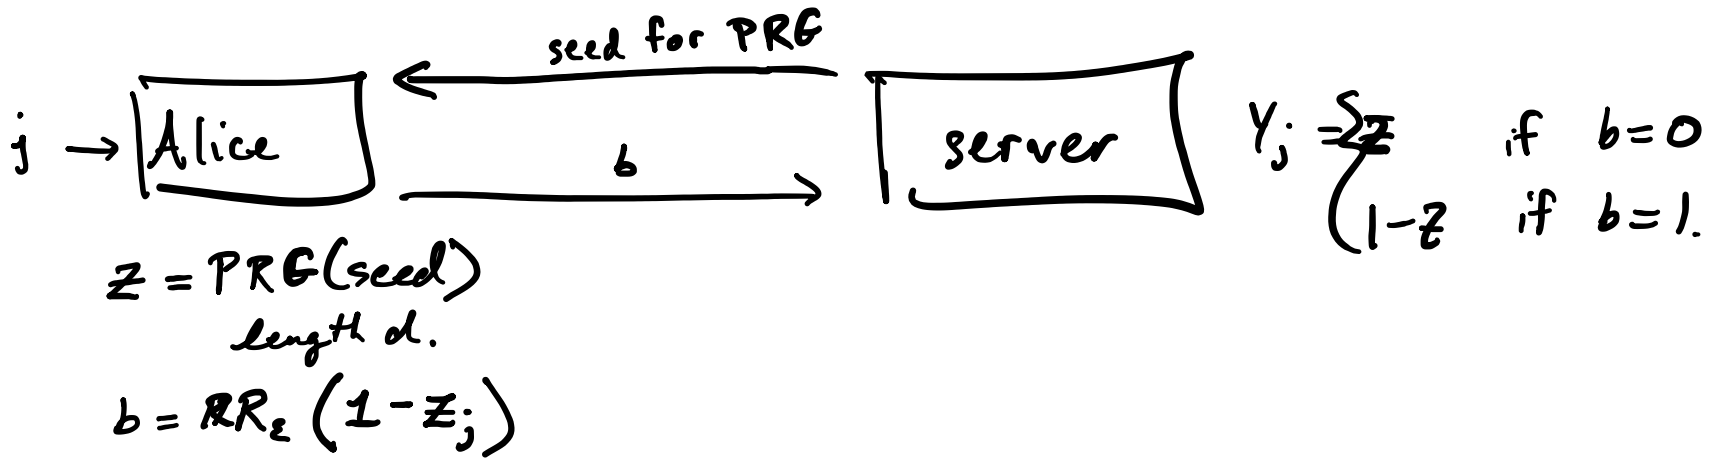 seed for PRG
j → Alice
server
b
Y_j = { z if b=0
1-z if b=1.
z = PRG(seed)
length d.
b = RR_ε (1-z_j)